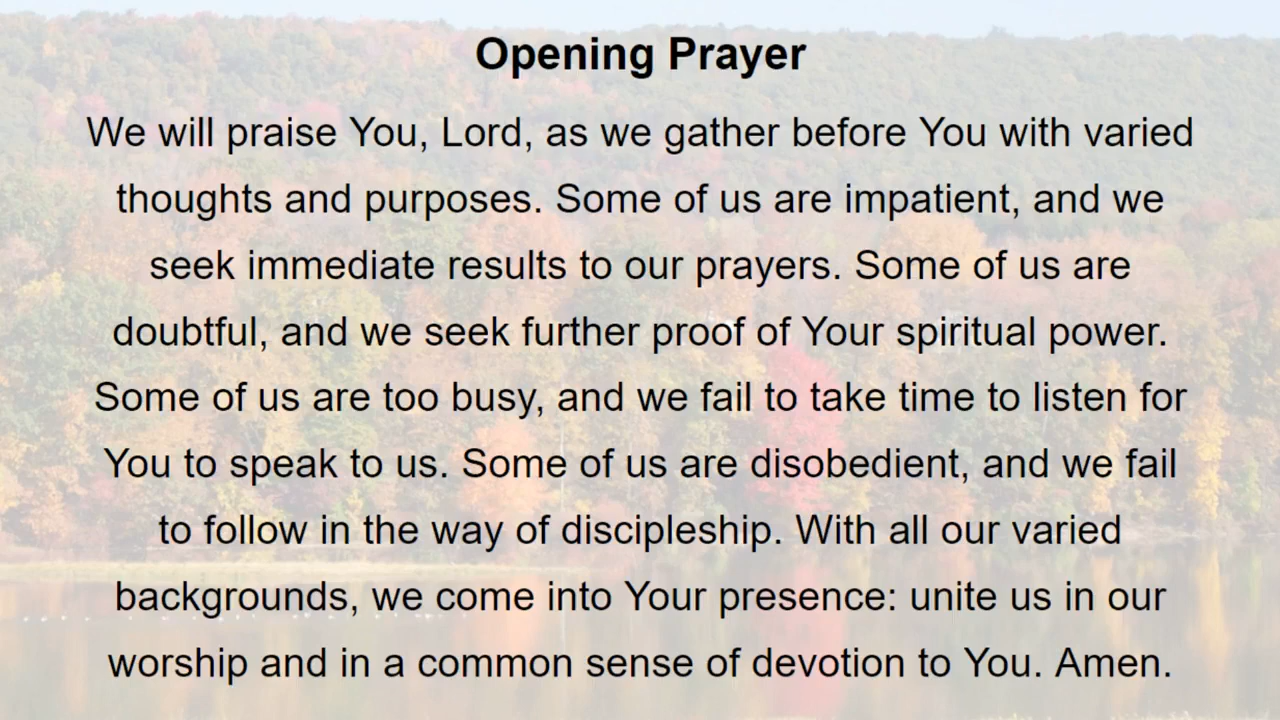 Opening Prayer
We will praise You, Lord, as we gather before You with varied
thoughts and purposes. Some of us are impatient, and we
seek immediate results to our prayers. Some of us are
doubtful, and we seek further proof of Your spiritual power.
Some of us are too busy, and we fail to take time to listen for
You to speak to us. Some of us are disobedient, and we fail
to follow in the way of discipleship. With all our varied
backgrounds, we come into Your presence: unite us in our
worship and in a common sense of devotion to You. Amen.